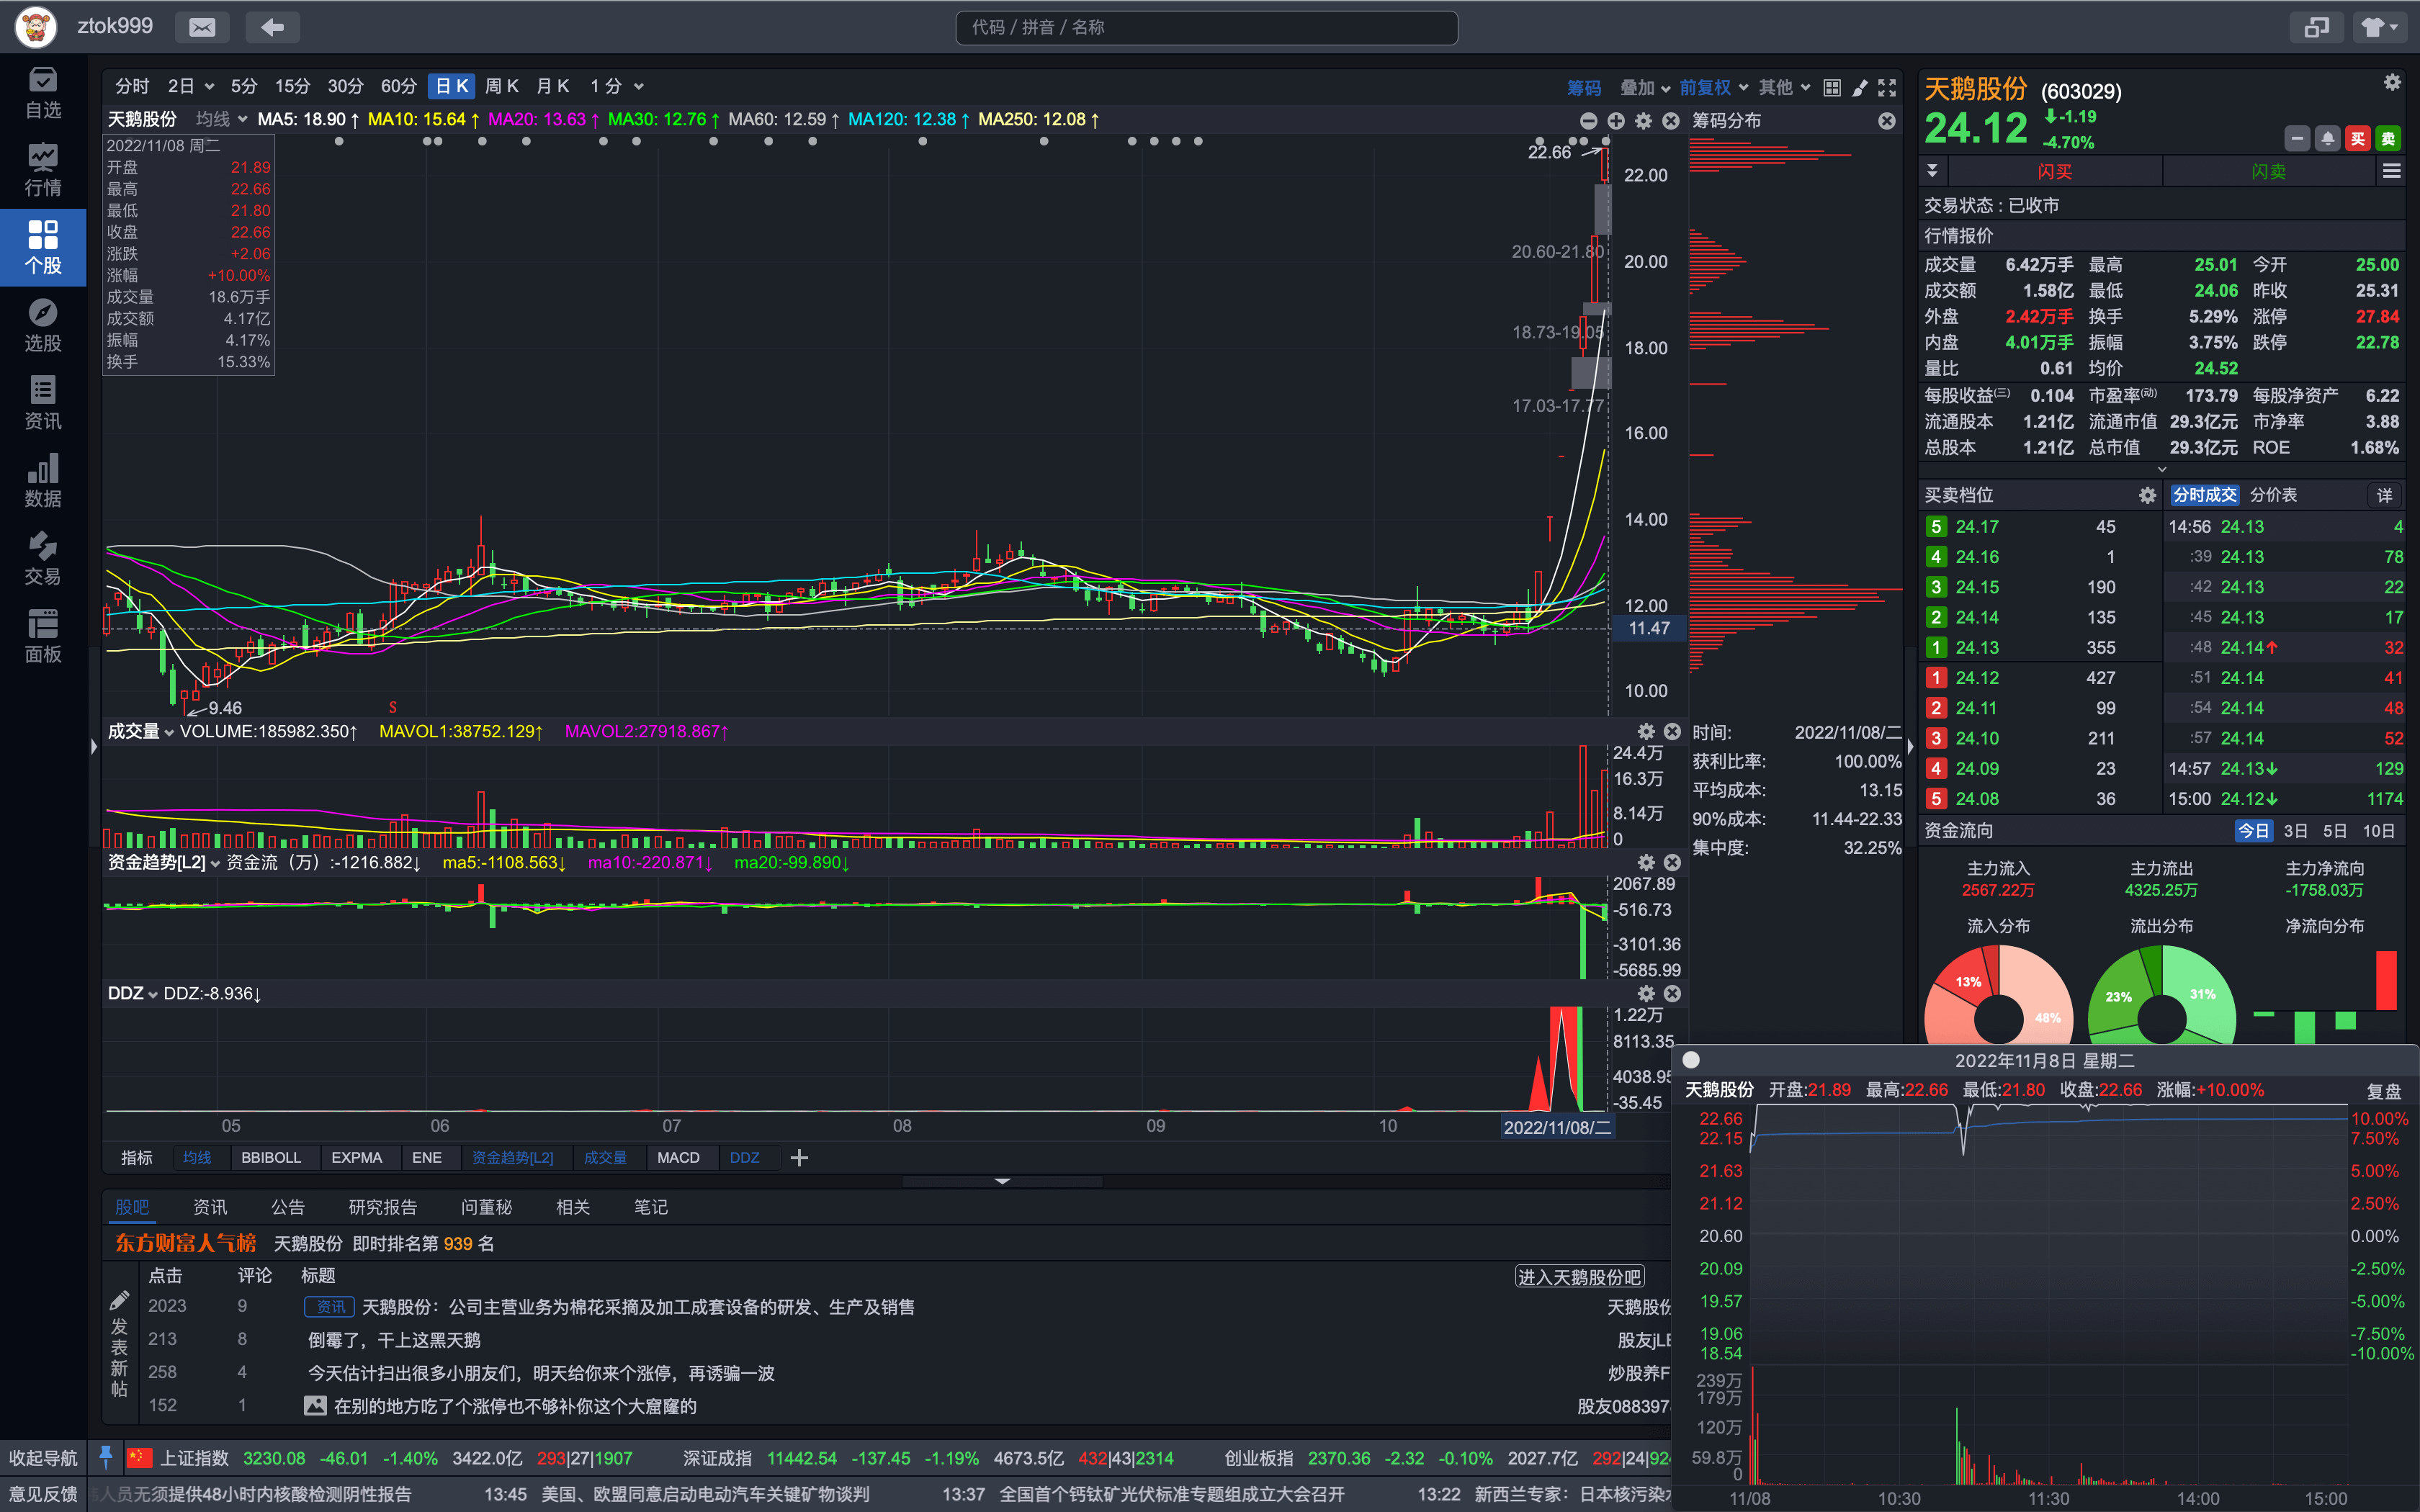 ztok999
代码 / 拼音 / 名称
自选
行情
个股
选股
资讯
数据
交易
面板
分时 2日 5分 15分 30分 60分 日K 周K 月K 1分
筹码 叠加 前复权 其他
天鹅股份 均线 MA5: 18.90↑ MA10: 15.64↑ MA20: 13.63↑ MA30: 12.76↑ MA60: 12.59↑ MA120: 12.38↑ MA250: 12.08↑
2022/11/08 周二
开盘 21.89
最高 22.66
最低 21.80
收盘 22.66
涨跌 +2.06
涨幅 +10.00%
成交量 18.6万手
成交额 4.17亿
振幅 4.17%
换手 15.33%
22.66
20.60-21.80
18.73-19.05
17.03-17.77
9.46
S
22.00
20.00
18.00
16.00
14.00
12.00
11.47
10.00
成交量 VOLUME:185982.350↑ MAVOL1:38752.129↑ MAVOL2:27918.867↑
24.4万
16.3万
8.14万
0
资金趋势[L2] 资金流（万）:-1216.882↓ ma5:-1108.563↓ ma10:-220.871↓ ma20:-99.890↓
2067.89
-516.73
-3101.36
-5685.99
DDZ DDZ:-8.936↓
1.22万
8113.35
4038.95
-35.45
05 06 07 08 09 10 2022/11/08/二
指标 均线 BBIBOLL EXPMA ENE 资金趋势[L2] 成交量 MACD DDZ
筹码分布
时间: 2022/11/08/二
获利比率: 100.00%
平均成本: 13.15
90%成本: 11.44-22.33
集中度: 32.25%
股吧 资讯 公告 研究报告 问董秘 相关 笔记
东方财富人气榜 天鹅股份 即时排名第 939 名
点击 评论 标题 进入天鹅股份吧
发表新帖
2023 9 资讯 天鹅股份：公司主营业务为棉花采摘及加工成套设备的研发、生产及销售 天鹅股份
213 8 倒霉了，干上这黑天鹅 股友jLE
258 4 今天估计扫出很多小朋友们，明天给你来个涨停，再诱骗一波 炒股养F
152 1 在别的地方吃了个涨停也不够补你这个大窟窿的 股友088397
天鹅股份 (603029)
24.12 -1.19
-4.70%
买 卖
闪买 闪卖
交易状态：已收市
行情报价
成交量 6.42万手 最高 25.01 今开 25.00
成交额 1.58亿 最低 24.06 昨收 25.31
外盘 2.42万手 换手 5.29% 涨停 27.84
内盘 4.01万手 振幅 3.75% 跌停 22.78
量比 0.61 均价 24.52
每股收益(三) 0.104 市盈率(动) 173.79 每股净资产 6.22
流通股本 1.21亿 流通市值 29.3亿元 市净率 3.88
总股本 1.21亿 总市值 29.3亿元 ROE 1.68%
买卖档位
5 24.17 45
4 24.16 1
3 24.15 190
2 24.14 135
1 24.13 355
1 24.12 427
2 24.11 99
3 24.10 211
4 24.09 23
5 24.08 36
分时成交 分价表 详
14:56 24.13 4
:39 24.13 78
:42 24.13 22
:45 24.13 17
:48 24.14↑ 32
:51 24.14 41
:54 24.14 48
:57 24.14 52
14:57 24.13↓ 129
15:00 24.12↓ 1174
资金流向 今日 3日 5日 10日
主力流入 主力流出 主力净流向
2567.22万 4325.25万 -1758.03万
流入分布 流出分布 净流向分布
13% 48% 23% 31%
2022年11月8日 星期二
天鹅股份 开盘:21.89 最高:22.66 最低:21.80 收盘:22.66 涨幅:+10.00% 复盘
22.66 10.00%
22.15 7.50%
21.63 5.00%
21.12 2.50%
20.60 0.00%
20.09 -2.50%
19.57 -5.00%
19.06 -7.50%
18.54 -10.00%
239万
179万
120万
59.8万
0
11/08 10:30 11:30 14:00 15:00
收起导航 上证指数 3230.08 -46.01 -1.40% 3422.0亿 293|27|1907 深证成指 11442.54 -137.45 -1.19% 4673.5亿 432|43|2314 创业板指 2370.36 -2.32 -0.10% 2027.7亿 292|24|924
意见反馈 人员无须提供48小时内核酸检测阴性报告 13:45 美国、欧盟同意启动电动汽车关键矿物谈判 13:37 全国首个钙钛矿光伏标准专题组成立大会召开 13:22 新西兰专家：日本核污染